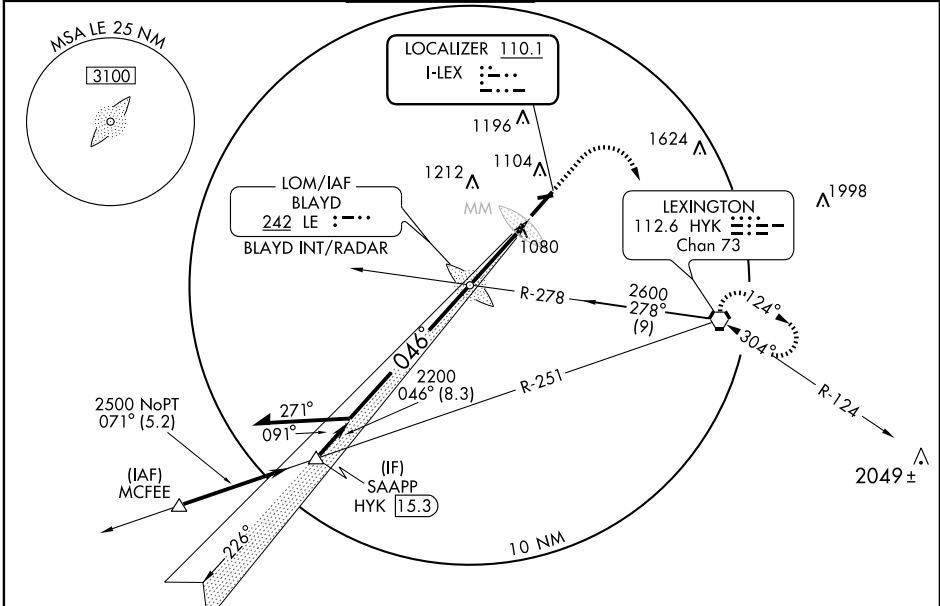 MSA LE 25 NM
3100
LOCALIZER 110.1
I-LEX
1196
1104
1212
1624
1998
LOM/IAF
BLAYD
242 LE
BLAYD INT/RADAR
MM
1080
LEXINGTON
112.6 HYK
Chan 73
R-278
2600
278°
(9)
124°
304°
R-124
2049 ±
046°
2200
046° (8.3)
R-251
271°
091°
2500 NoPT
071° (5.2)
(IAF)
MCFEE
(IF)
SAAPP
HYK 15.3
226°
10 NM